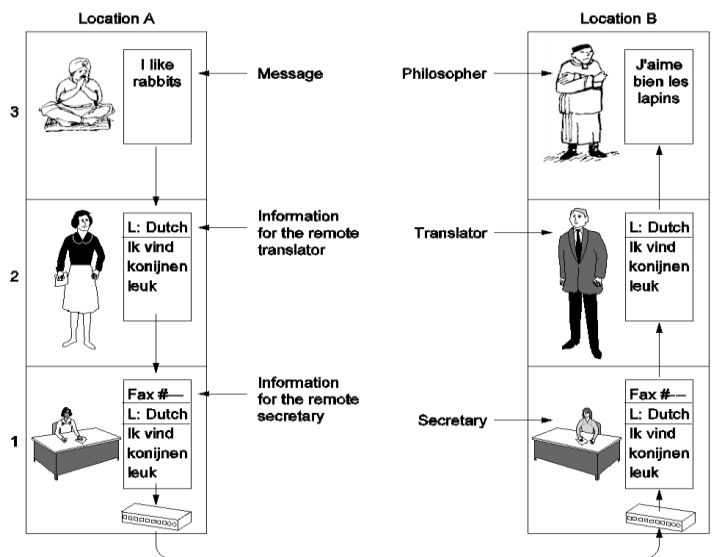 Location A
Location B
3
I like
rabbits
Message
Philosopher
J'aime
bien les
lapins
2
L: Dutch
Ik vind
konijnen
leuk
Information
for the remote
translator
Translator
L: Dutch
Ik vind
konijnen
leuk
1
Fax #---
L: Dutch
Ik vind
konijnen
leuk
Information
for the remote
secretary
Secretary
Fax #---
L: Dutch
Ik vind
konijnen
leuk